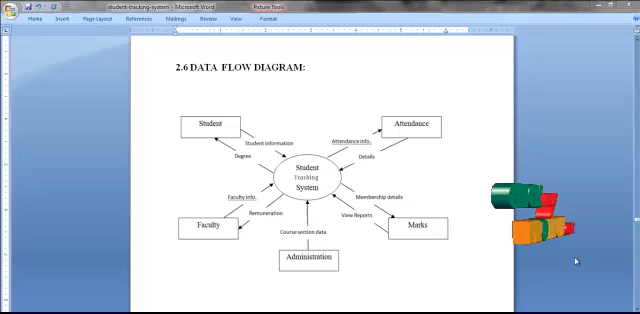 student-tracking-system - Microsoft Word
Picture Tools
Home
Insert
Page Layout
References
Mailings
Review
View
Format
2.6 DATA  FLOW DIAGRAM:
Student
Attendance
Student information
Attendance info.
Degree
Details
Student
Tracking
System
Faculty Info.
Membership details
Remuneration
View Reports
Faculty
Marks
Course section data
Administration